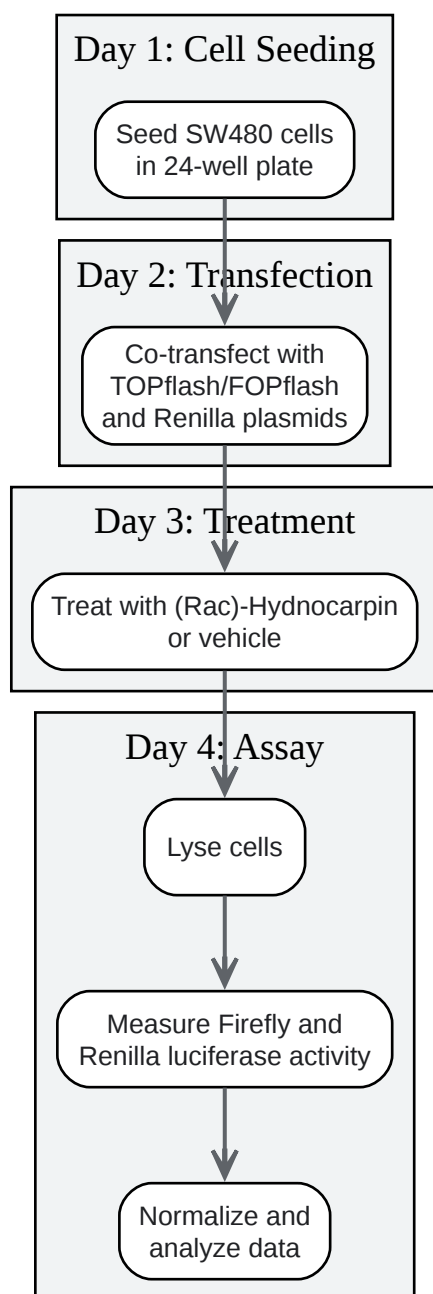 Day 1: Cell Seeding
Seed SW480 cells
in 24-well plate
Day 2: Transfection
Co-transfect with
TOPflash/FOPflash
and Renilla plasmids
Day 3: Treatment
Treat with (Rac)-Hydnocarpin
or vehicle
Day 4: Assay
Lyse cells
Measure Firefly and
Renilla luciferase activity
Normalize and
analyze data